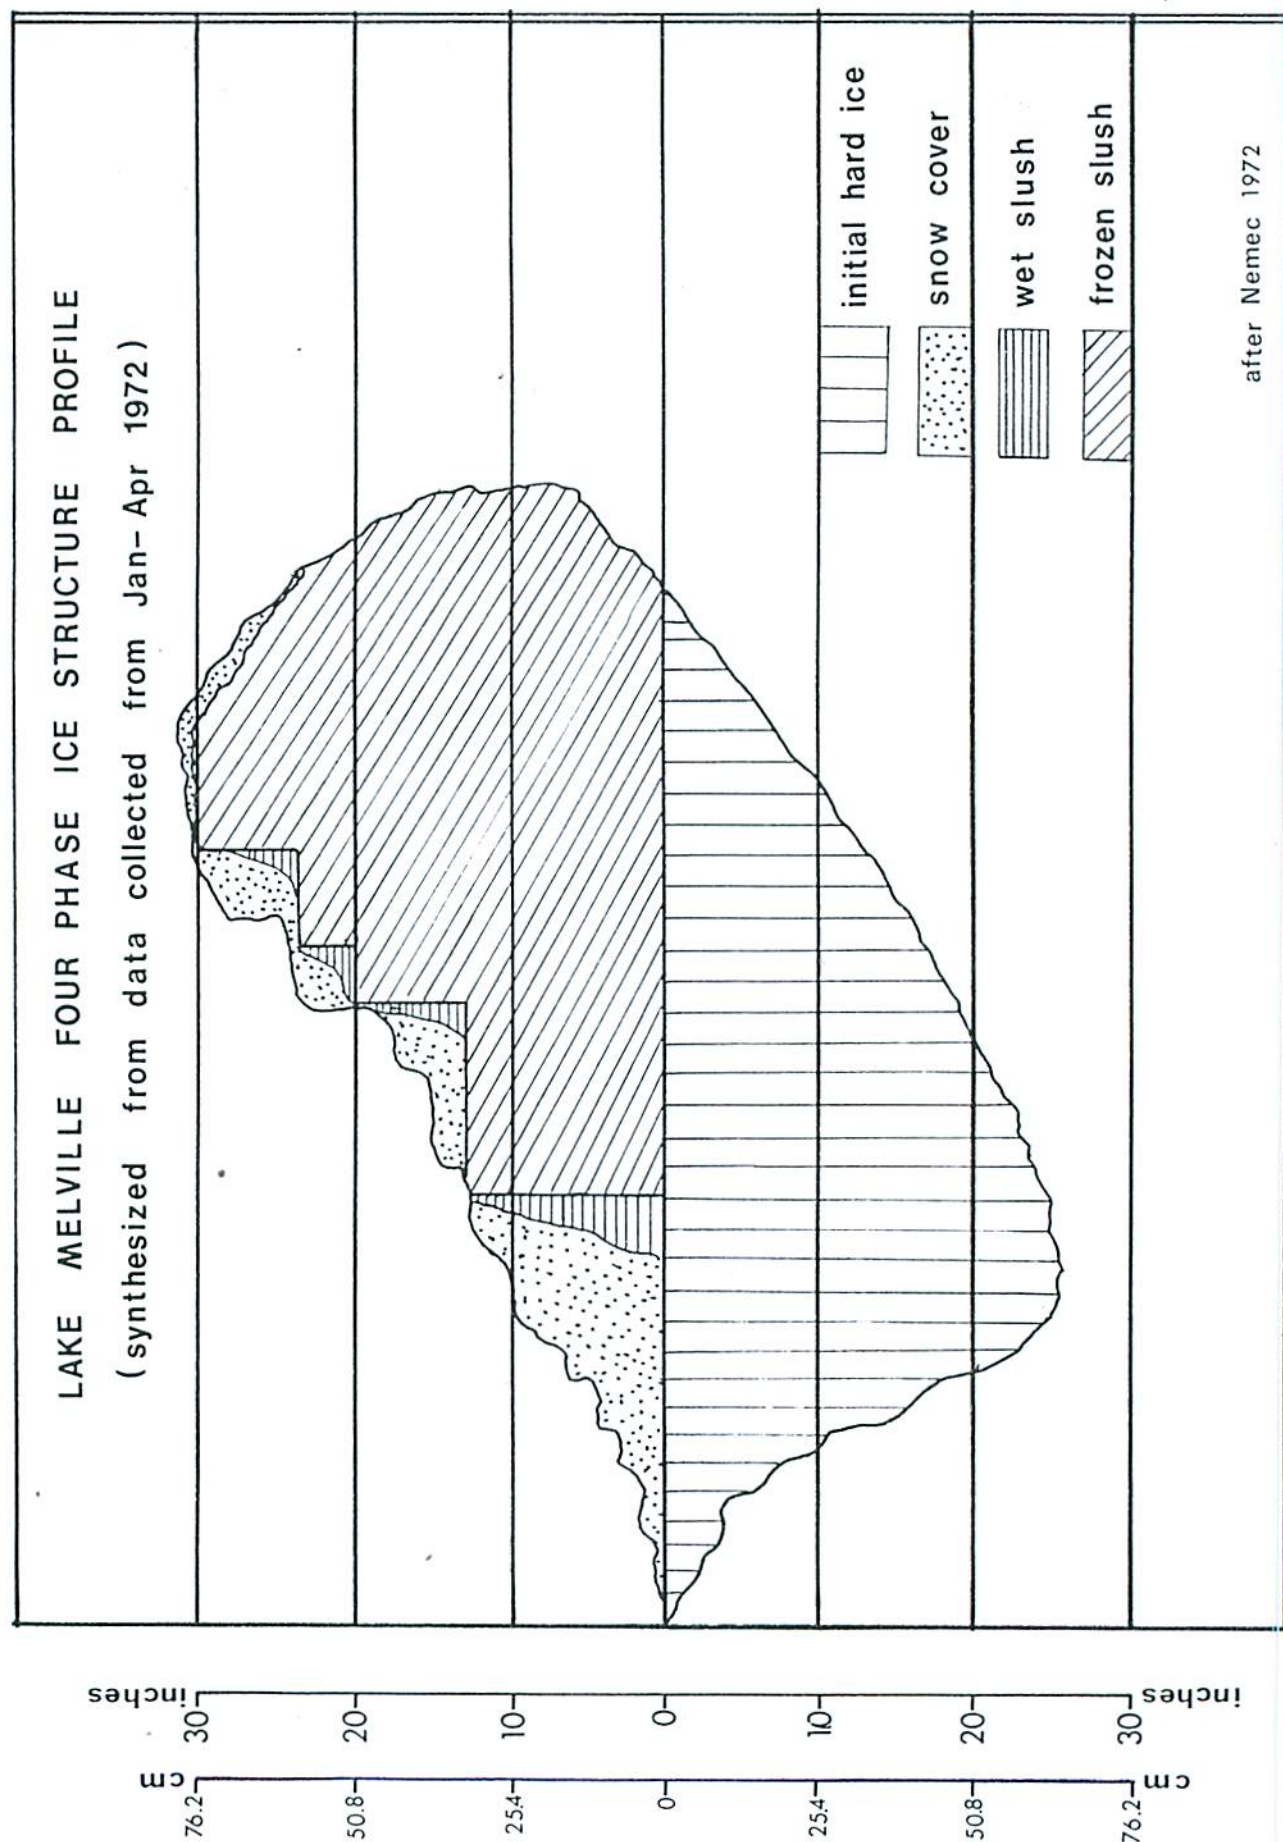 LAKE MELVILLE FOUR PHASE ICE STRUCTURE PROFILE
(synthesized from data collected from Jan-Apr 1972)
cm
inches
76.2
30
50.8
20
25.4
10
0
0
25.4
10
50.8
20
76.2
30
cm
inches
initial hard ice
snow cover
wet slush
frozen slush
after Nemec 1972